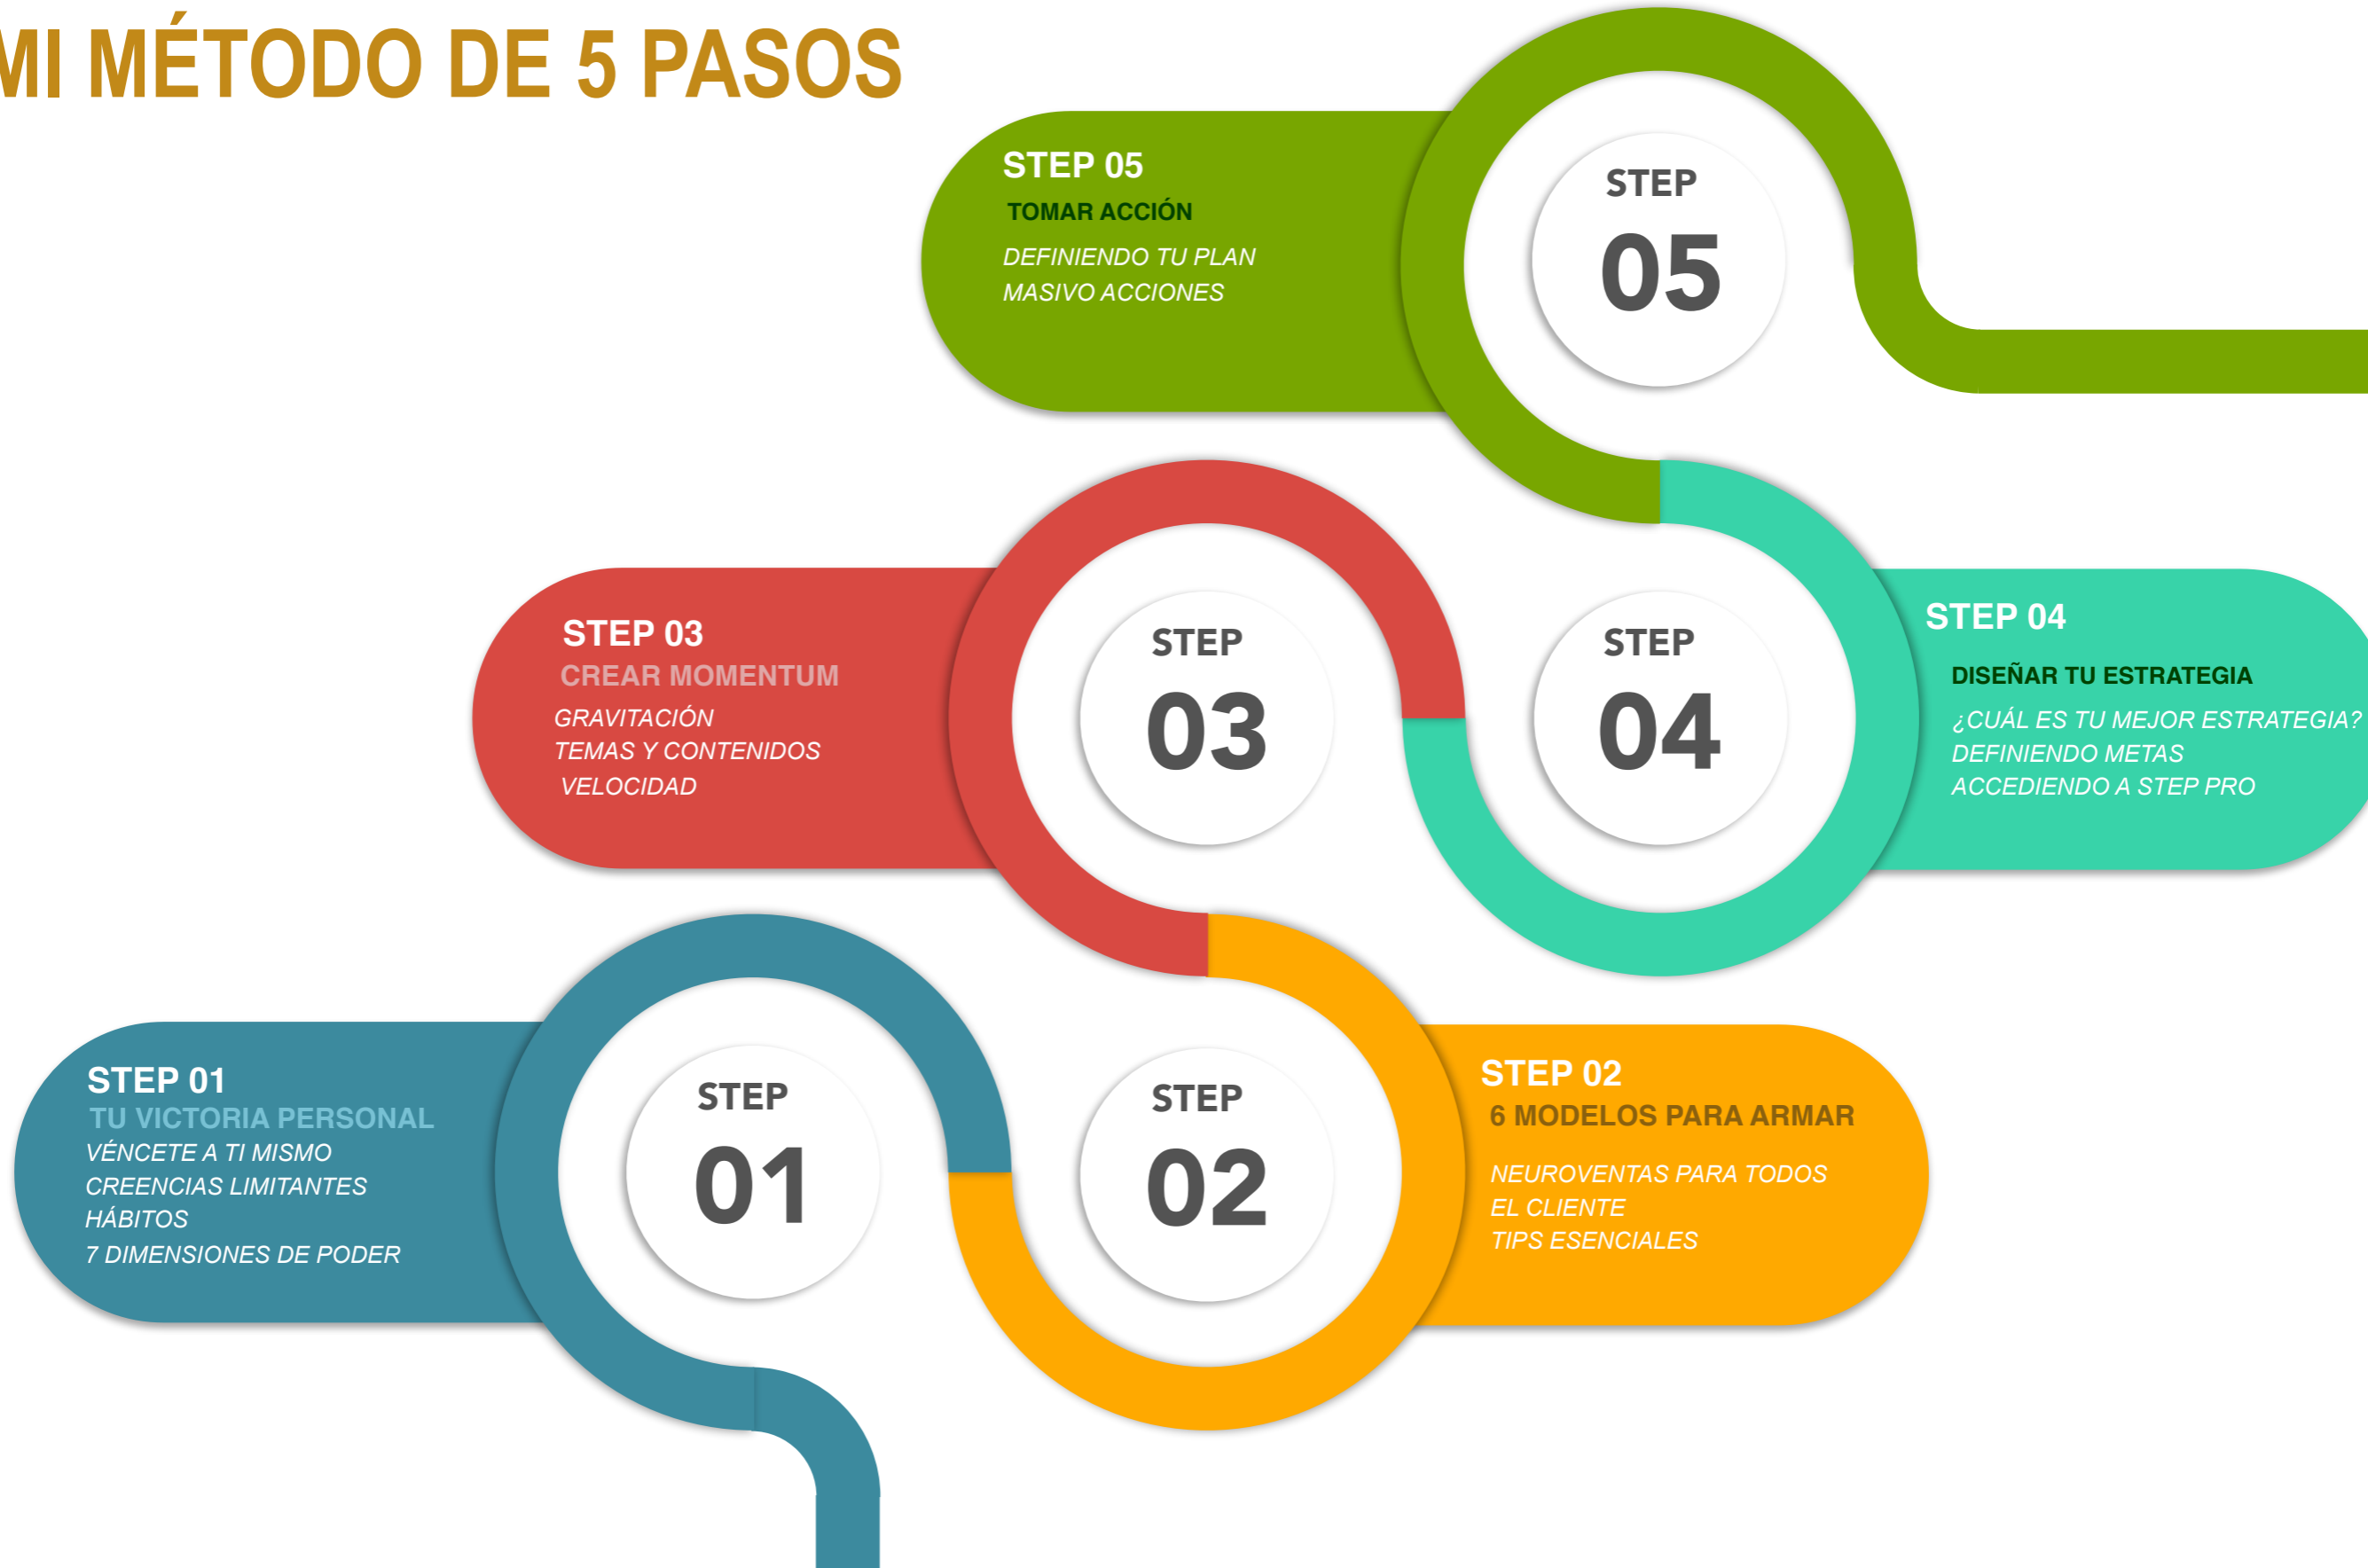 MI MÉTODO DE 5 PASOS
STEP 05
TOMAR ACCIÓN
DEFINIENDO TU PLAN
MASIVO ACCIONES
STEP
05
STEP 03
CREAR MOMENTUM
GRAVITACIÓN
TEMAS Y CONTENIDOS
VELOCIDAD
STEP
03
STEP
04
STEP 04
DISEÑAR TU ESTRATEGIA
¿CUÁL ES TU MEJOR ESTRATEGIA?
DEFINIENDO METAS
ACCEDIENDO A STEP PRO
STEP 01
TU VICTORIA PERSONAL
VÉNCETE A TI MISMO
CREENCIAS LIMITANTES
HÁBITOS
7 DIMENSIONES DE PODER
STEP
01
STEP
02
STEP 02
6 MODELOS PARA ARMAR
NEUROVENTAS PARA TODOS
EL CLIENTE
TIPS ESENCIALES